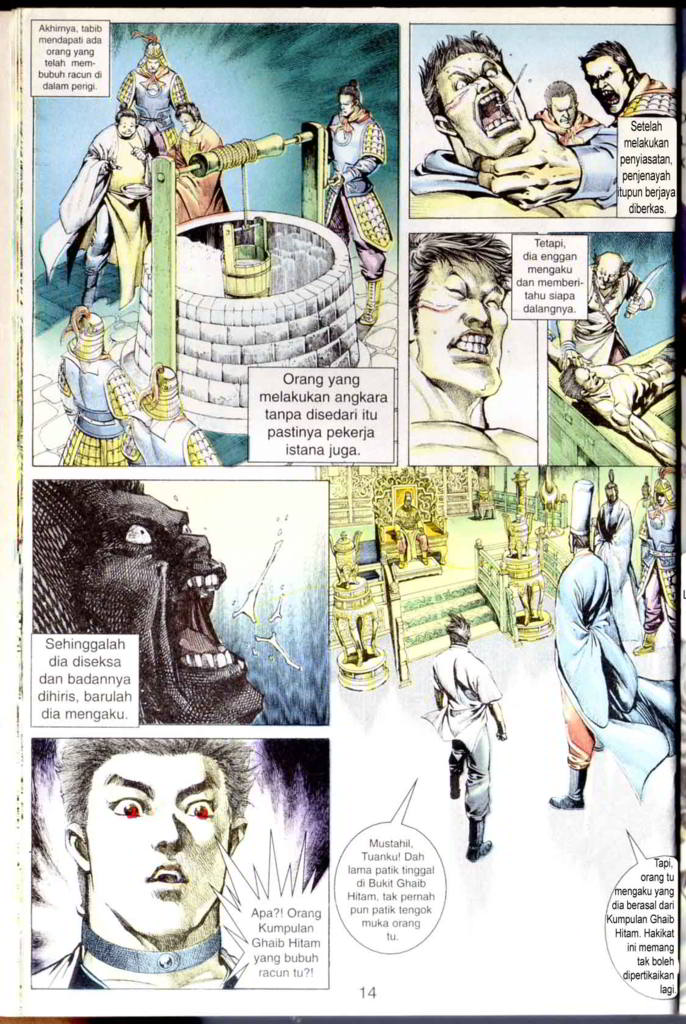 Akhirnya, tabib
mendapati ada
orang yang
telah mem-
bubuh racun di
dalam perigi.
Orang yang
melakukan angkara
tanpa disedari itu
pastinya pekerja
istana juga.
Setelah
melakukan
penyiasatan,
penjenayah
itupun berjaya
diberkas.
Tetapi,
dia enggan
mengaku
dan memberi-
tahu siapa
dalangnya.
Sehinggalah
dia diseksa
dan badannya
dihiris, barulah
dia mengaku.
Apa?! Orang
Kumpulan
Ghaib Hitam
yang bubuh
racun tu?!
Mustahil,
Tuanku! Dah
lama patik tinggal
di Bukit Ghaib
Hitam, tak pernah
pun patik tengok
muka orang
tu.
Tapi,
orang tu
mengaku yang
dia berasal dari
Kumpulan Ghaib
Hitam. Hakikat
ini memang
tak boleh
dipertikaikan
lagi.
14